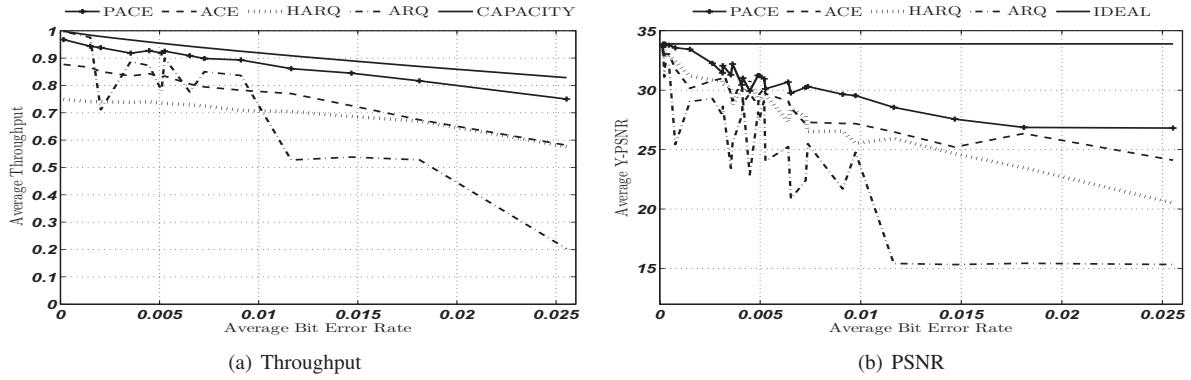 PACE ACE HARQ ARQ CAPACITY
1
0.9
0.8
0.7
0.6
0.5
0.4
0.3
0.2
0.1
0
Average Throughput
0 0.005 0.01 0.015 0.02 0.025
Average Bit Error Rate
(a) Throughput
PACE ACE HARQ ARQ IDEAL
35
30
25
20
15
Average Y-PSNR
0 0.005 0.01 0.015 0.02 0.025
Average Bit Error Rate
(b) PSNR